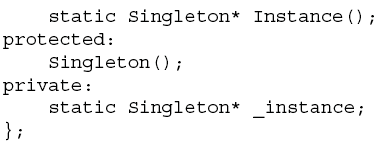 static Singleton* Instance();
protected:
    Singleton();
private:
    static Singleton* _instance;
};